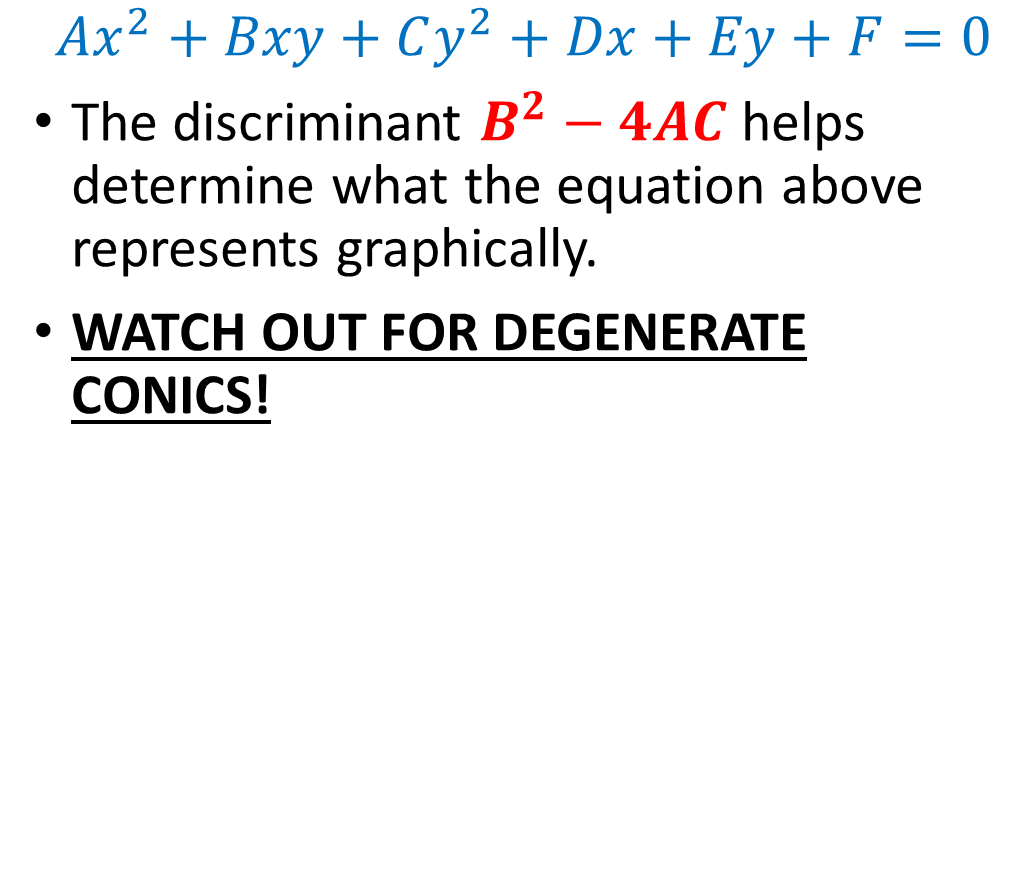 Ax² + Bxy + Cy² + Dx + Ey + F = 0
• The discriminant B² − 4AC helps
determine what the equation above
represents graphically.
• WATCH OUT FOR DEGENERATE
CONICS!